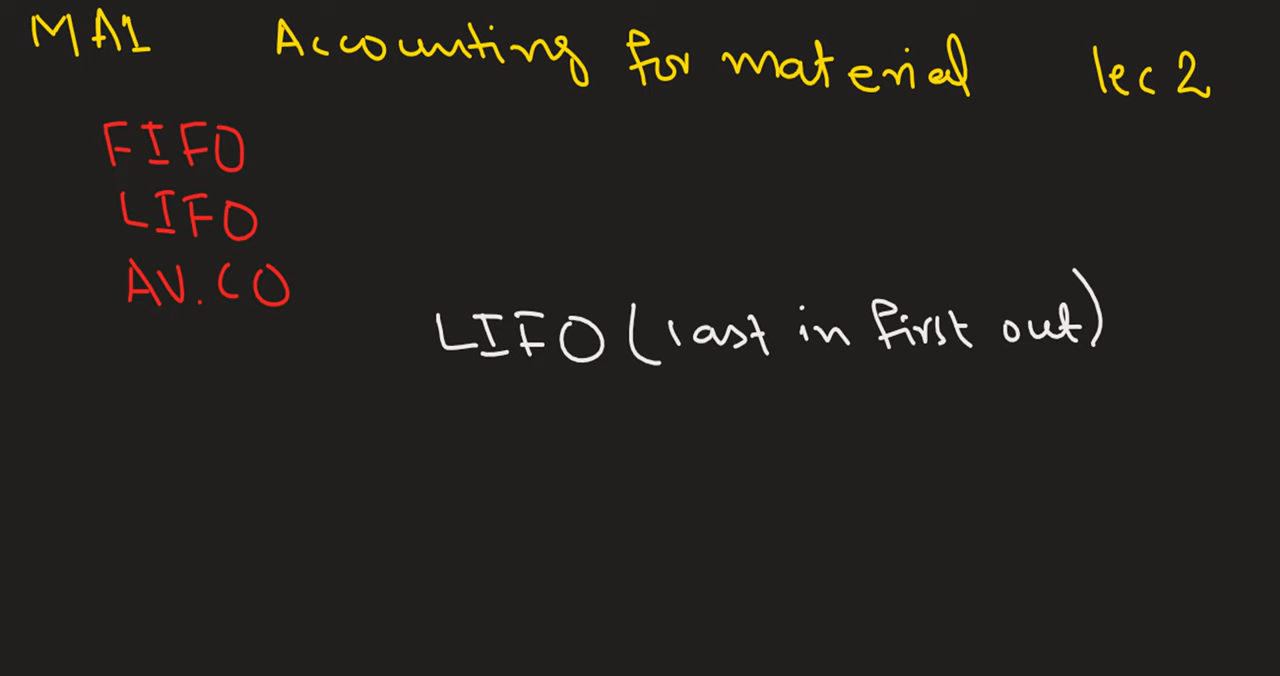 MA1 Accounting for material lec 2
FIFO
LIFO
AV.CO
LIFO (last in first out)